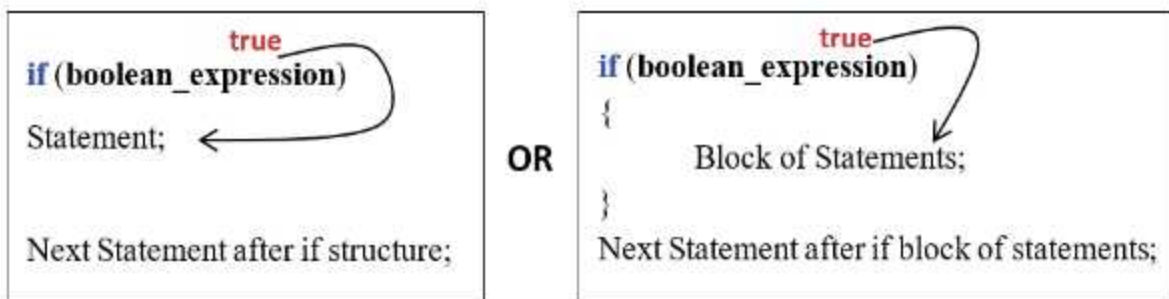 true
if (boolean_expression)
Statement;
Next Statement after if structure;
OR
true
if (boolean_expression)
{
Block of Statements;
}
Next Statement after if block of statements;